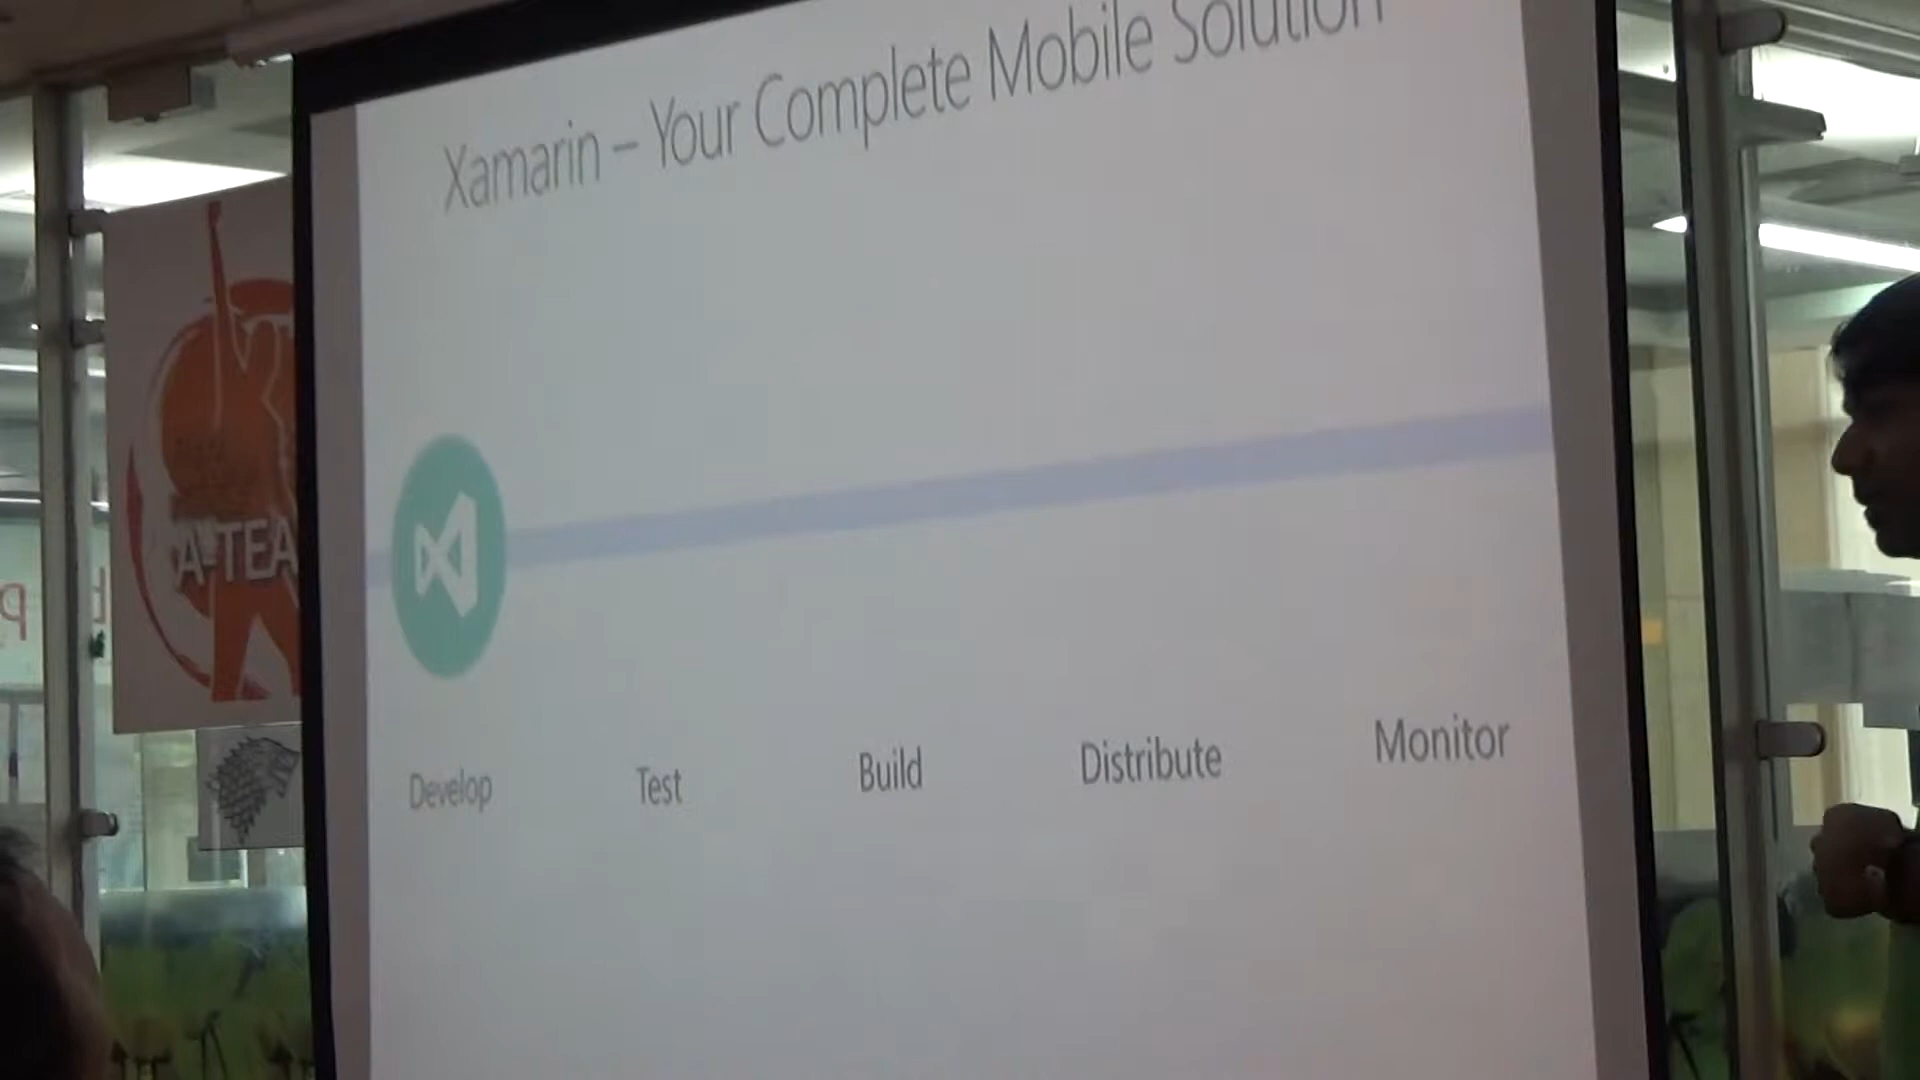 Xamarin – Your Complete Mobile Solution
A-TEA
Develop
Test
Build
Distribute
Monitor